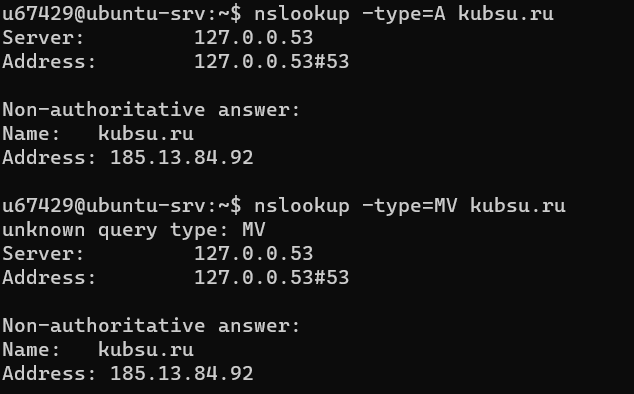 u67429@ubuntu-srv:~$ nslookup -type=A kubsu.ru
Server:         127.0.0.53
Address:        127.0.0.53#53

Non-authoritative answer:
Name:   kubsu.ru
Address: 185.13.84.92

u67429@ubuntu-srv:~$ nslookup -type=MV kubsu.ru
unknown query type: MV
Server:         127.0.0.53
Address:        127.0.0.53#53

Non-authoritative answer:
Name:   kubsu.ru
Address: 185.13.84.92